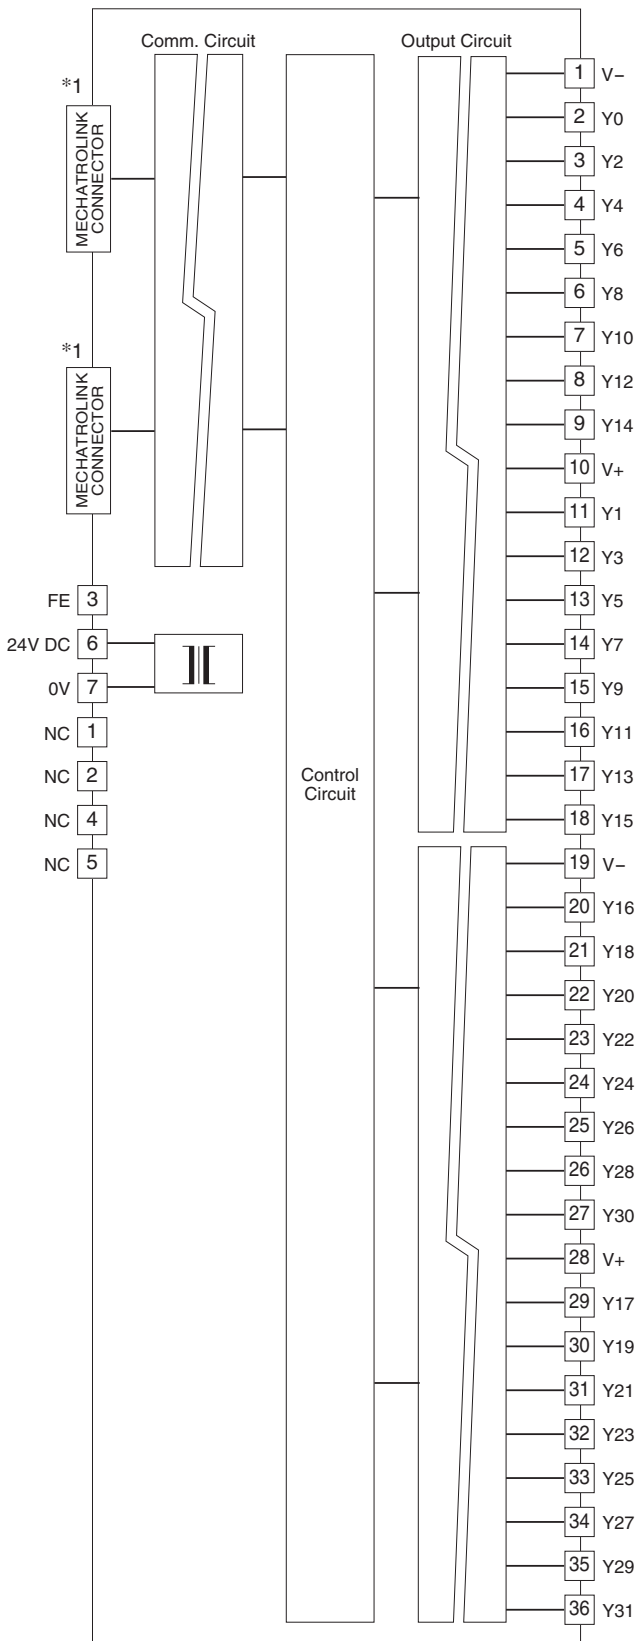 Comm. Circuit
Output Circuit
*1
MECHATROLINK
CONNECTOR
*1
MECHATROLINK
CONNECTOR
FE 3
24V DC 6
0V 7
NC 1
NC 2
NC 4
NC 5
Control
Circuit
1 V−
2 Y0
3 Y2
4 Y4
5 Y6
6 Y8
7 Y10
8 Y12
9 Y14
10 V+
11 Y1
12 Y3
13 Y5
14 Y7
15 Y9
16 Y11
17 Y13
18 Y15
19 V−
20 Y16
21 Y18
22 Y20
23 Y22
24 Y24
25 Y26
26 Y28
27 Y30
28 V+
29 Y17
30 Y19
31 Y21
32 Y23
33 Y25
34 Y27
35 Y29
36 Y31